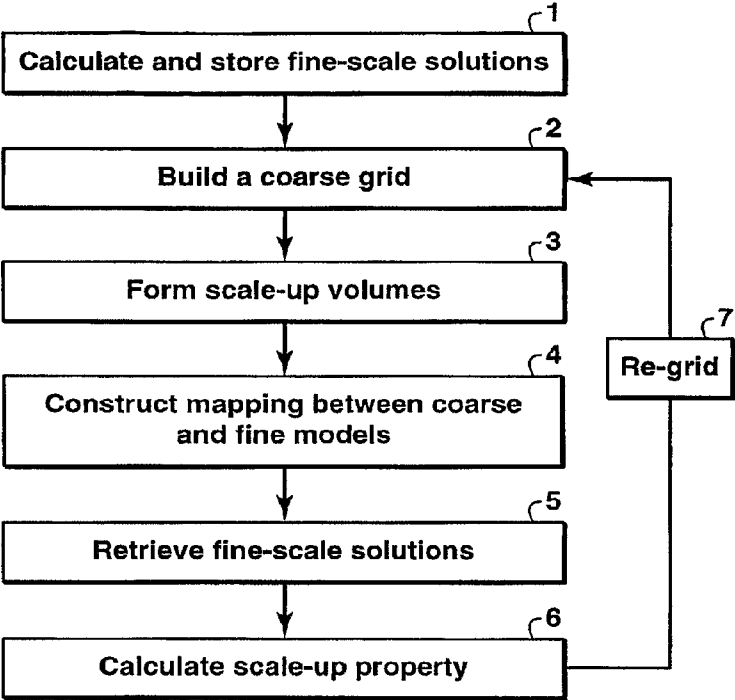 1
Calculate and store fine-scale solutions
2
Build a coarse grid
3
Form scale-up volumes
4
Construct mapping between coarse
and fine models
5
Retrieve fine-scale solutions
6
Calculate scale-up property
7
Re-grid